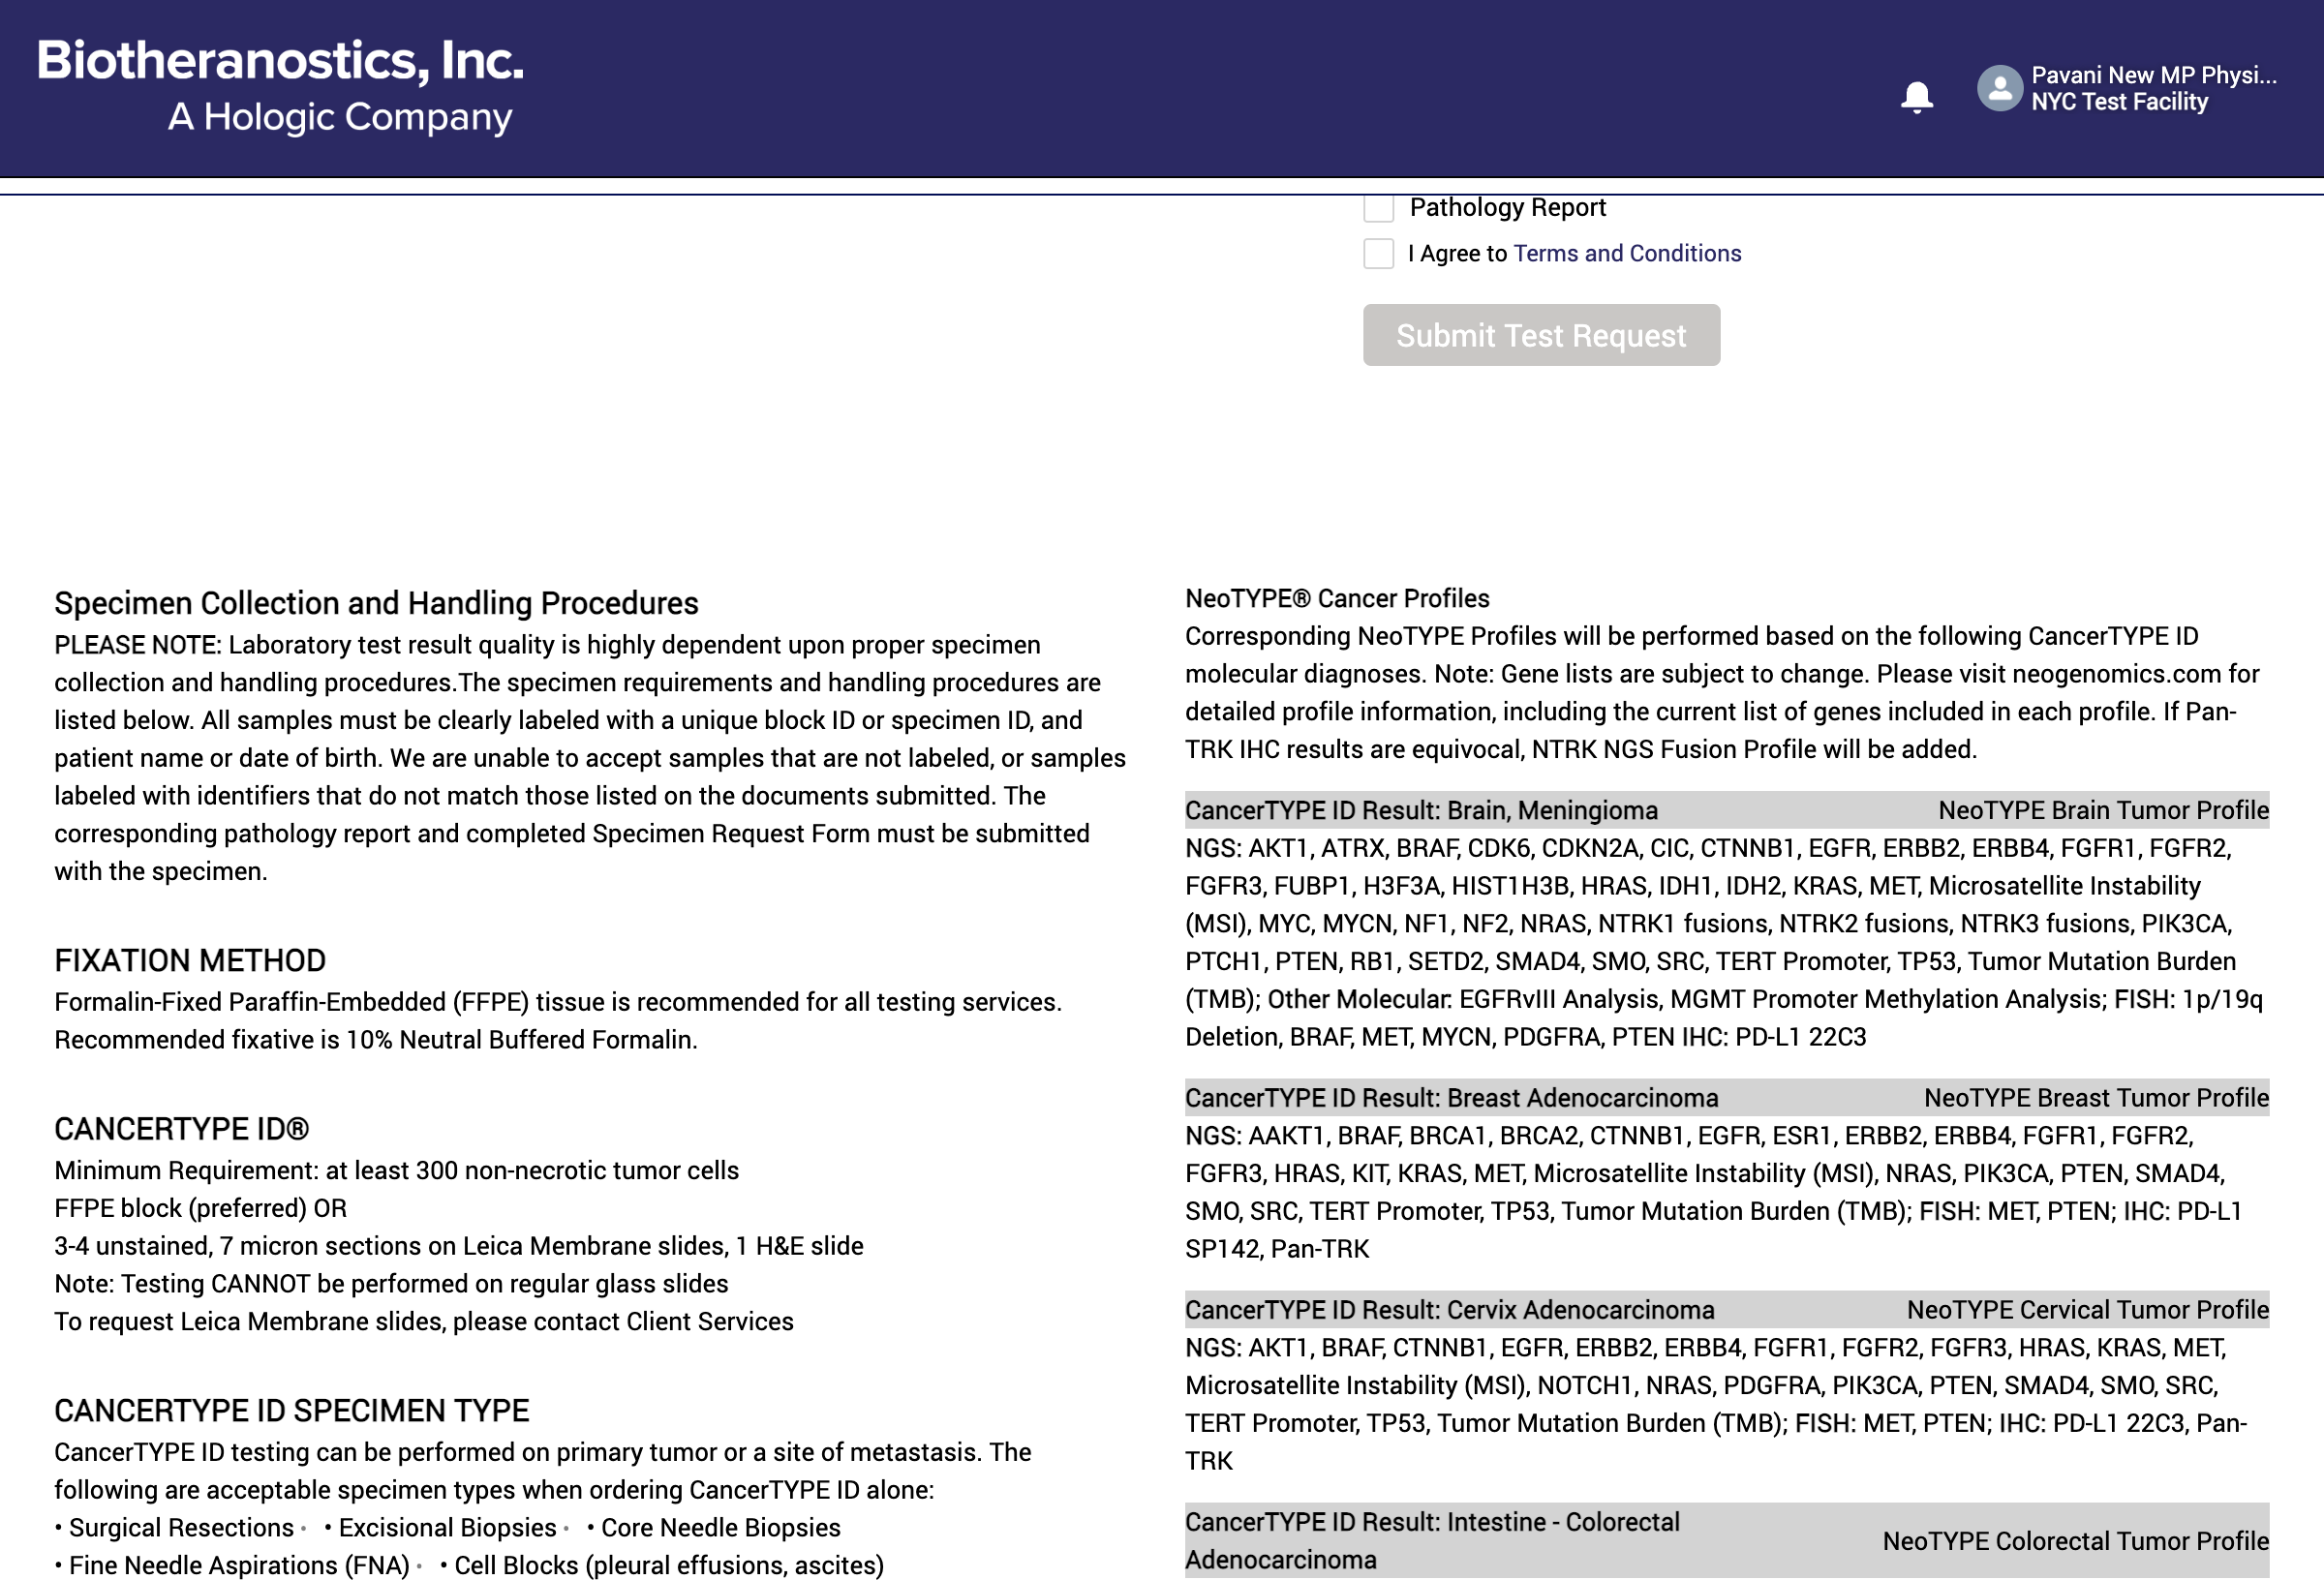 Biotheranostics, Inc.
A Hologic Company
Pavani New MP Physi...
NYC Test Facility
Pathology Report
I Agree to Terms and Conditions
Submit Test Request
Specimen Collection and Handling Procedures
PLEASE NOTE: Laboratory test result quality is highly dependent upon proper specimen
collection and handling procedures.The specimen requirements and handling procedures are
listed below. All samples must be clearly labeled with a unique block ID or specimen ID, and
patient name or date of birth. We are unable to accept samples that are not labeled, or samples
labeled with identifiers that do not match those listed on the documents submitted. The
corresponding pathology report and completed Specimen Request Form must be submitted
with the specimen.
FIXATION METHOD
Formalin-Fixed Paraffin-Embedded (FFPE) tissue is recommended for all testing services.
Recommended fixative is 10% Neutral Buffered Formalin.
CANCERTYPE ID®
Minimum Requirement: at least 300 non-necrotic tumor cells
FFPE block (preferred) OR
3-4 unstained, 7 micron sections on Leica Membrane slides, 1 H&E slide
Note: Testing CANNOT be performed on regular glass slides
To request Leica Membrane slides, please contact Client Services
CANCERTYPE ID SPECIMEN TYPE
CancerTYPE ID testing can be performed on primary tumor or a site of metastasis. The
following are acceptable specimen types when ordering CancerTYPE ID alone:
• Surgical Resections · • Excisional Biopsies · • Core Needle Biopsies
• Fine Needle Aspirations (FNA) · • Cell Blocks (pleural effusions, ascites)
NeoTYPE® Cancer Profiles
Corresponding NeoTYPE Profiles will be performed based on the following CancerTYPE ID
molecular diagnoses. Note: Gene lists are subject to change. Please visit neogenomics.com for
detailed profile information, including the current list of genes included in each profile. If Pan-
TRK IHC results are equivocal, NTRK NGS Fusion Profile will be added.
CancerTYPE ID Result: Brain, Meningioma NeoTYPE Brain Tumor Profile
NGS: AKT1, ATRX, BRAF, CDK6, CDKN2A, CIC, CTNNB1, EGFR, ERBB2, ERBB4, FGFR1, FGFR2,
FGFR3, FUBP1, H3F3A, HIST1H3B, HRAS, IDH1, IDH2, KRAS, MET, Microsatellite Instability
(MSI), MYC, MYCN, NF1, NF2, NRAS, NTRK1 fusions, NTRK2 fusions, NTRK3 fusions, PIK3CA,
PTCH1, PTEN, RB1, SETD2, SMAD4, SMO, SRC, TERT Promoter, TP53, Tumor Mutation Burden
(TMB); Other Molecular: EGFRvIII Analysis, MGMT Promoter Methylation Analysis; FISH: 1p/19q
Deletion, BRAF, MET, MYCN, PDGFRA, PTEN IHC: PD-L1 22C3
CancerTYPE ID Result: Breast Adenocarcinoma NeoTYPE Breast Tumor Profile
NGS: AAKT1, BRAF, BRCA1, BRCA2, CTNNB1, EGFR, ESR1, ERBB2, ERBB4, FGFR1, FGFR2,
FGFR3, HRAS, KIT, KRAS, MET, Microsatellite Instability (MSI), NRAS, PIK3CA, PTEN, SMAD4,
SMO, SRC, TERT Promoter, TP53, Tumor Mutation Burden (TMB); FISH: MET, PTEN; IHC: PD-L1
SP142, Pan-TRK
CancerTYPE ID Result: Cervix Adenocarcinoma NeoTYPE Cervical Tumor Profile
NGS: AKT1, BRAF, CTNNB1, EGFR, ERBB2, ERBB4, FGFR1, FGFR2, FGFR3, HRAS, KRAS, MET,
Microsatellite Instability (MSI), NOTCH1, NRAS, PDGFRA, PIK3CA, PTEN, SMAD4, SMO, SRC,
TERT Promoter, TP53, Tumor Mutation Burden (TMB); FISH: MET, PTEN; IHC: PD-L1 22C3, Pan-
TRK
CancerTYPE ID Result: Intestine - Colorectal
Adenocarcinoma
NeoTYPE Colorectal Tumor Profile